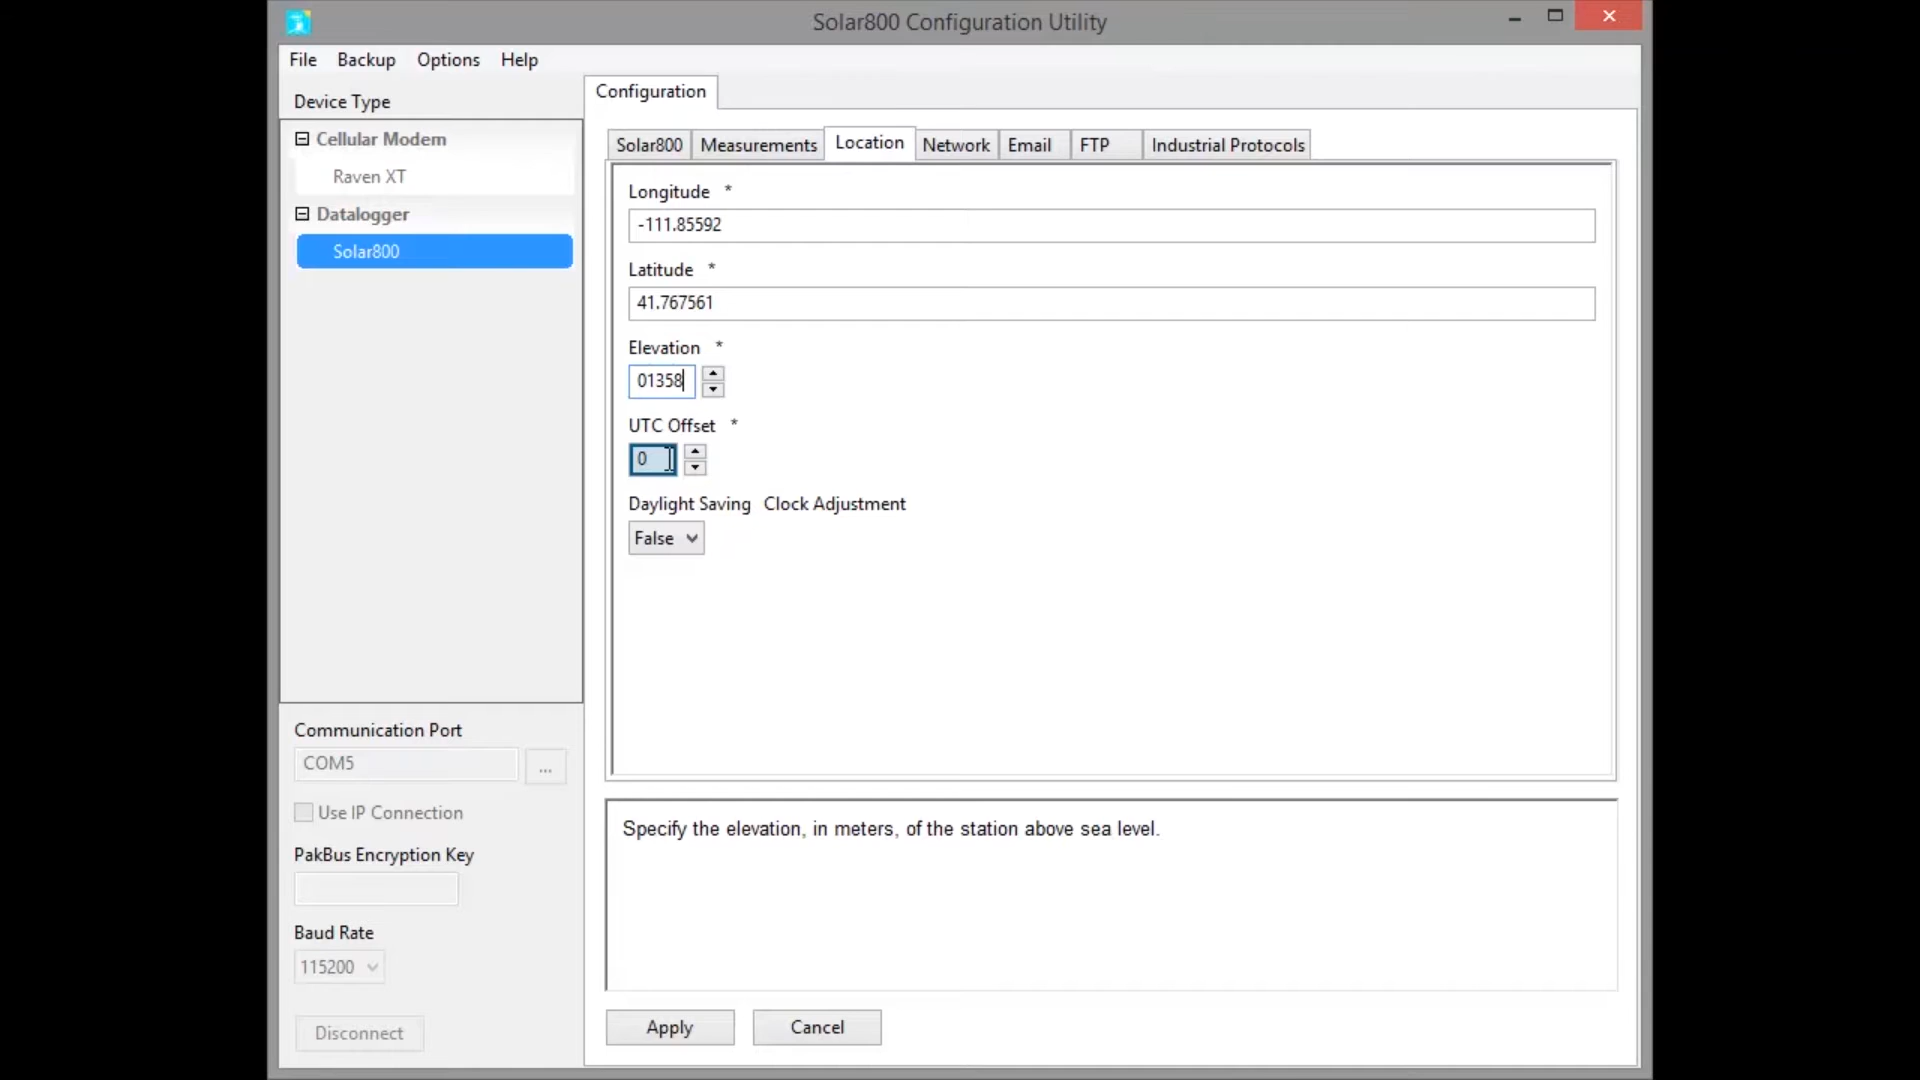 Solar800 Configuration Utility
File Backup Options Help
Device Type
Cellular Modem
Raven XT
Datalogger
Solar800
Communication Port
COM5
...
Use IP Connection
PakBus Encryption Key
Baud Rate
115200
Disconnect
Configuration
Solar800 Measurements Location Network Email FTP Industrial Protocols
Longitude *
-111.85592
Latitude *
41.767561
Elevation *
01358
UTC Offset *
0
Daylight Saving Clock Adjustment
False
Specify the elevation, in meters, of the station above sea level.
Apply Cancel